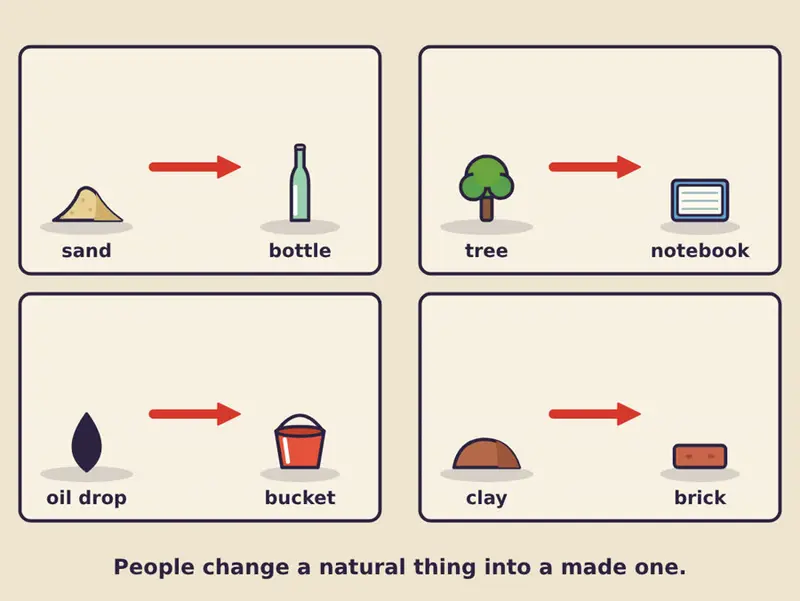 sand
bottle
tree
notebook
oil drop
bucket
clay
brick
People change a natural thing into a made one.